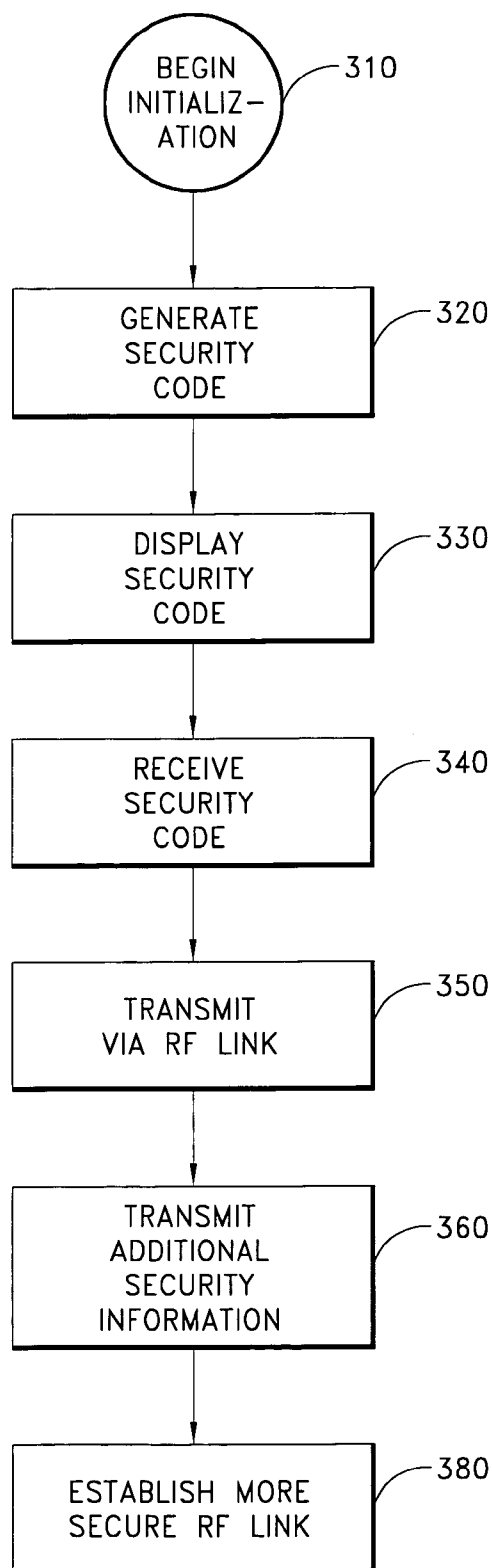 BEGIN
INITIALIZ-
ATION
310
GENERATE
SECURITY
CODE
320
DISPLAY
SECURITY
CODE
330
RECEIVE
SECURITY
CODE
340
TRANSMIT
VIA RF LINK
350
TRANSMIT
ADDITIONAL
SECURITY
INFORMATION
360
ESTABLISH MORE
SECURE RF LINK
380